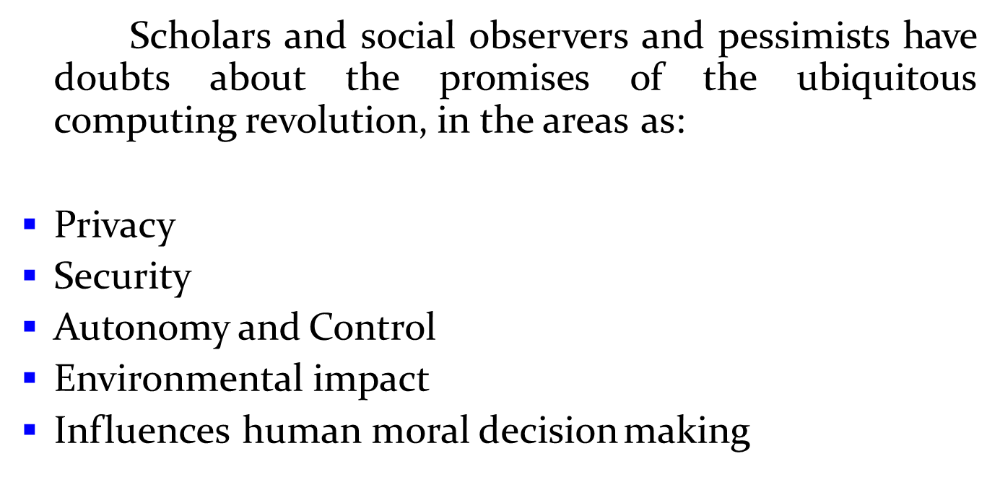 Scholars and social observers and pessimists have
doubts about the promises of the ubiquitous
computing revolution, in the areas as:
▪ Privacy
▪ Security
▪ Autonomy and Control
▪ Environmental impact
▪ Influences human moral decision making